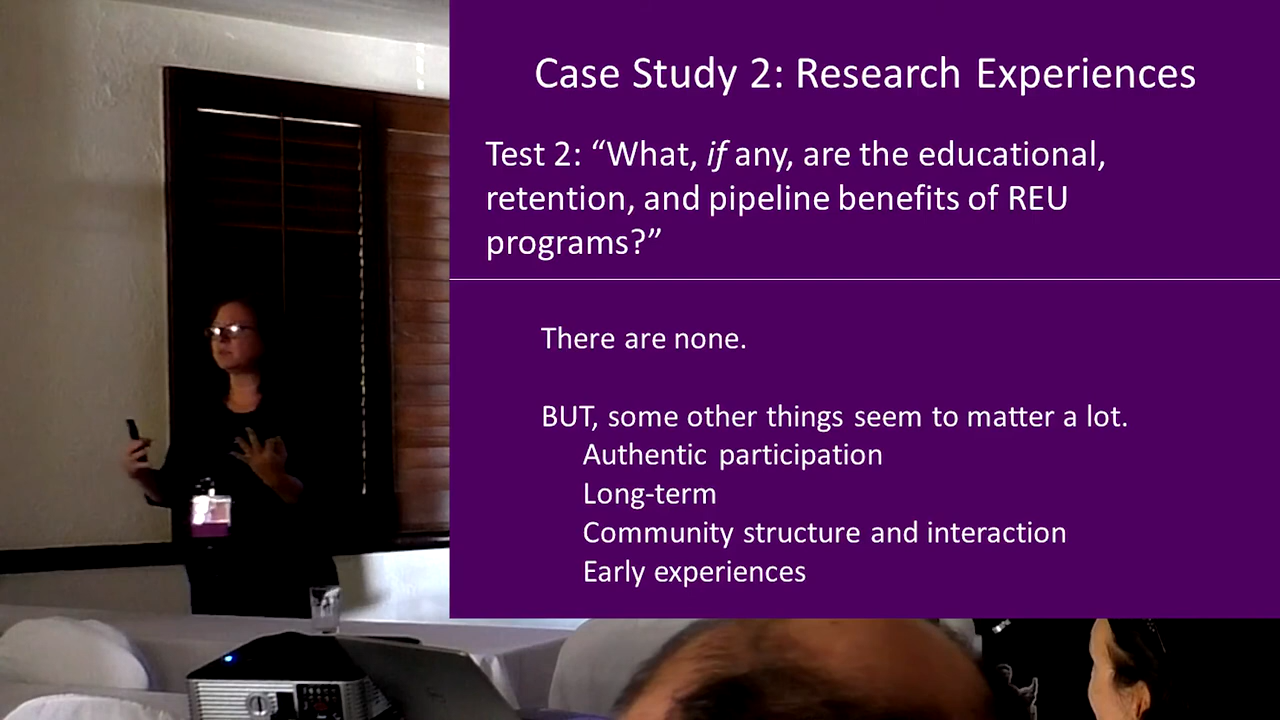 Case Study 2: Research Experiences
Test 2: “What, if any, are the educational,
retention, and pipeline benefits of REU
programs?”
There are none.
BUT, some other things seem to matter a lot.
Authentic participation
Long-term
Community structure and interaction
Early experiences